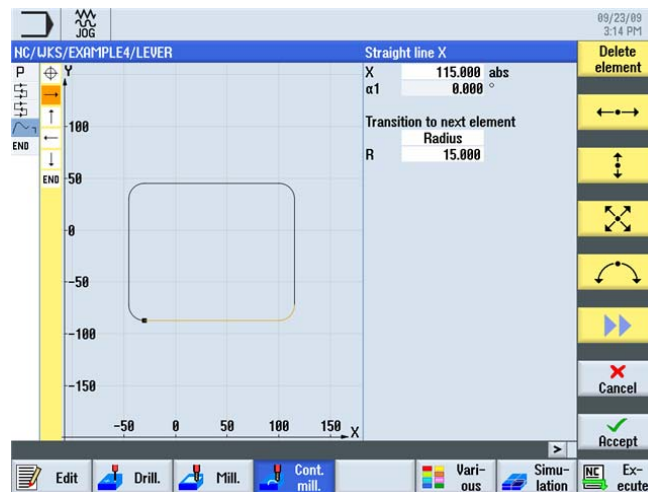 JOG
09/23/09
3:14 PM
NC/WKS/EXAMPLE4/LEVER
Straight line X
Delete
element
P
END
END
Y
100
50
0
-50
-100
-150
-50 0 50 100 150 X
X 115.000 abs
α1 0.000 °
Transition to next element
Radius
R 15.000
Cancel
Accept
>
Edit
Drill.
Mill.
Cont.
mill.
Vari-
ous
Simu-
lation
NC
Ex-
ecute